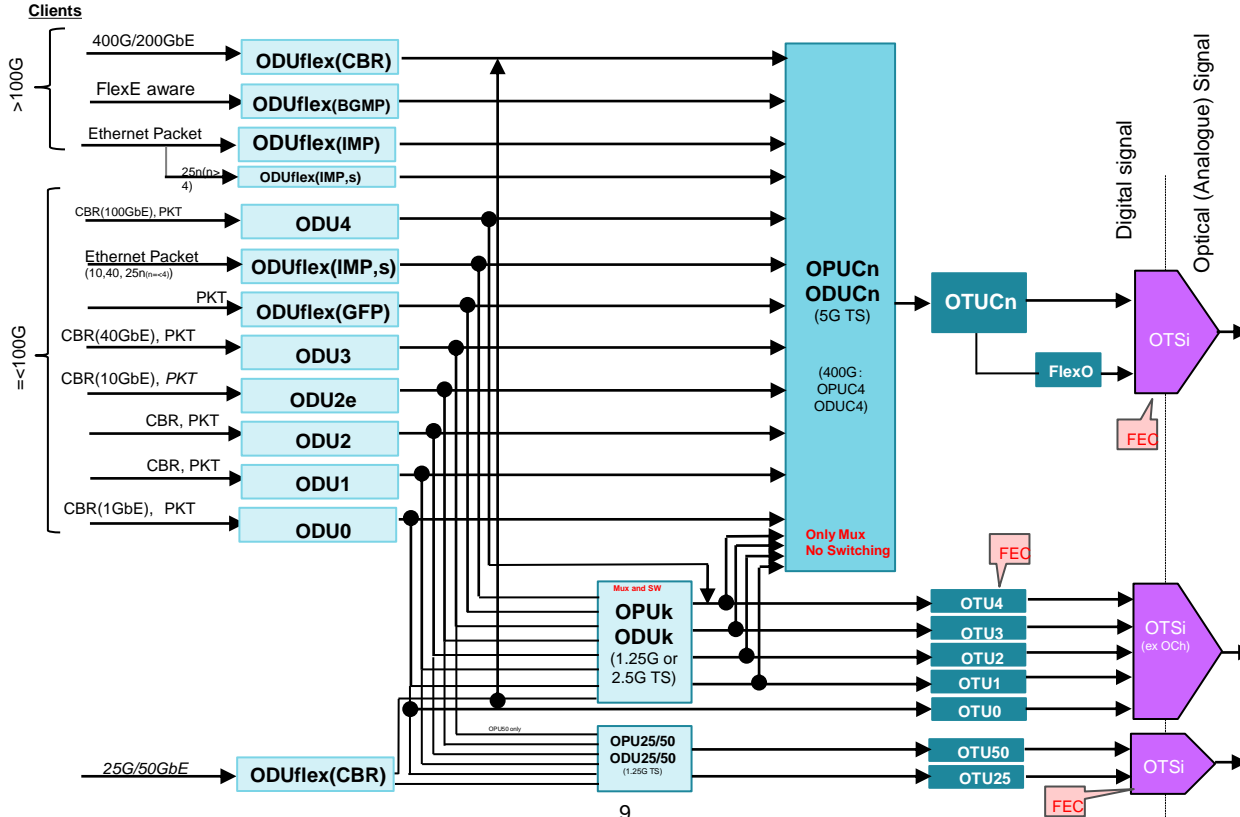 Clients
400G/200GbE
ODUflex(CBR)
FlexE aware
ODUflex(BGMP)
>100G
Ethernet Packet
ODUflex(IMP)
25n(n>
4)
ODUflex(IMP,s)
CBR(100GbE), PKT
ODU4
Ethernet Packet
(10,40, 25n(n=<4))
ODUflex(IMP,s)
PKT
ODUflex(GFP)
=<100G
CBR(40GbE), PKT
ODU3
CBR(10GbE), PKT
ODU2e
CBR, PKT
ODU2
CBR, PKT
ODU1
CBR(1GbE), PKT
ODU0
25G/50GbE
ODUflex(CBR)
OPUCn
ODUCn
(5G TS)
(400G:
OPUC4
ODUC4)
Only Mux
No Switching
Mux and SW
OPUk
ODUk
(1.25G or
2.5G TS)
OPU50 only
OPU25/50
ODU25/50
(1.25G TS)
OTUCn
FlexO
Digital signal
Optical (Analogue) Signal
OTSi
FEC
FEC
OTU4
OTU3
OTU2
OTU1
OTU0
OTSi
(ex OCh)
OTU50
OTU25
OTSi
FEC
9